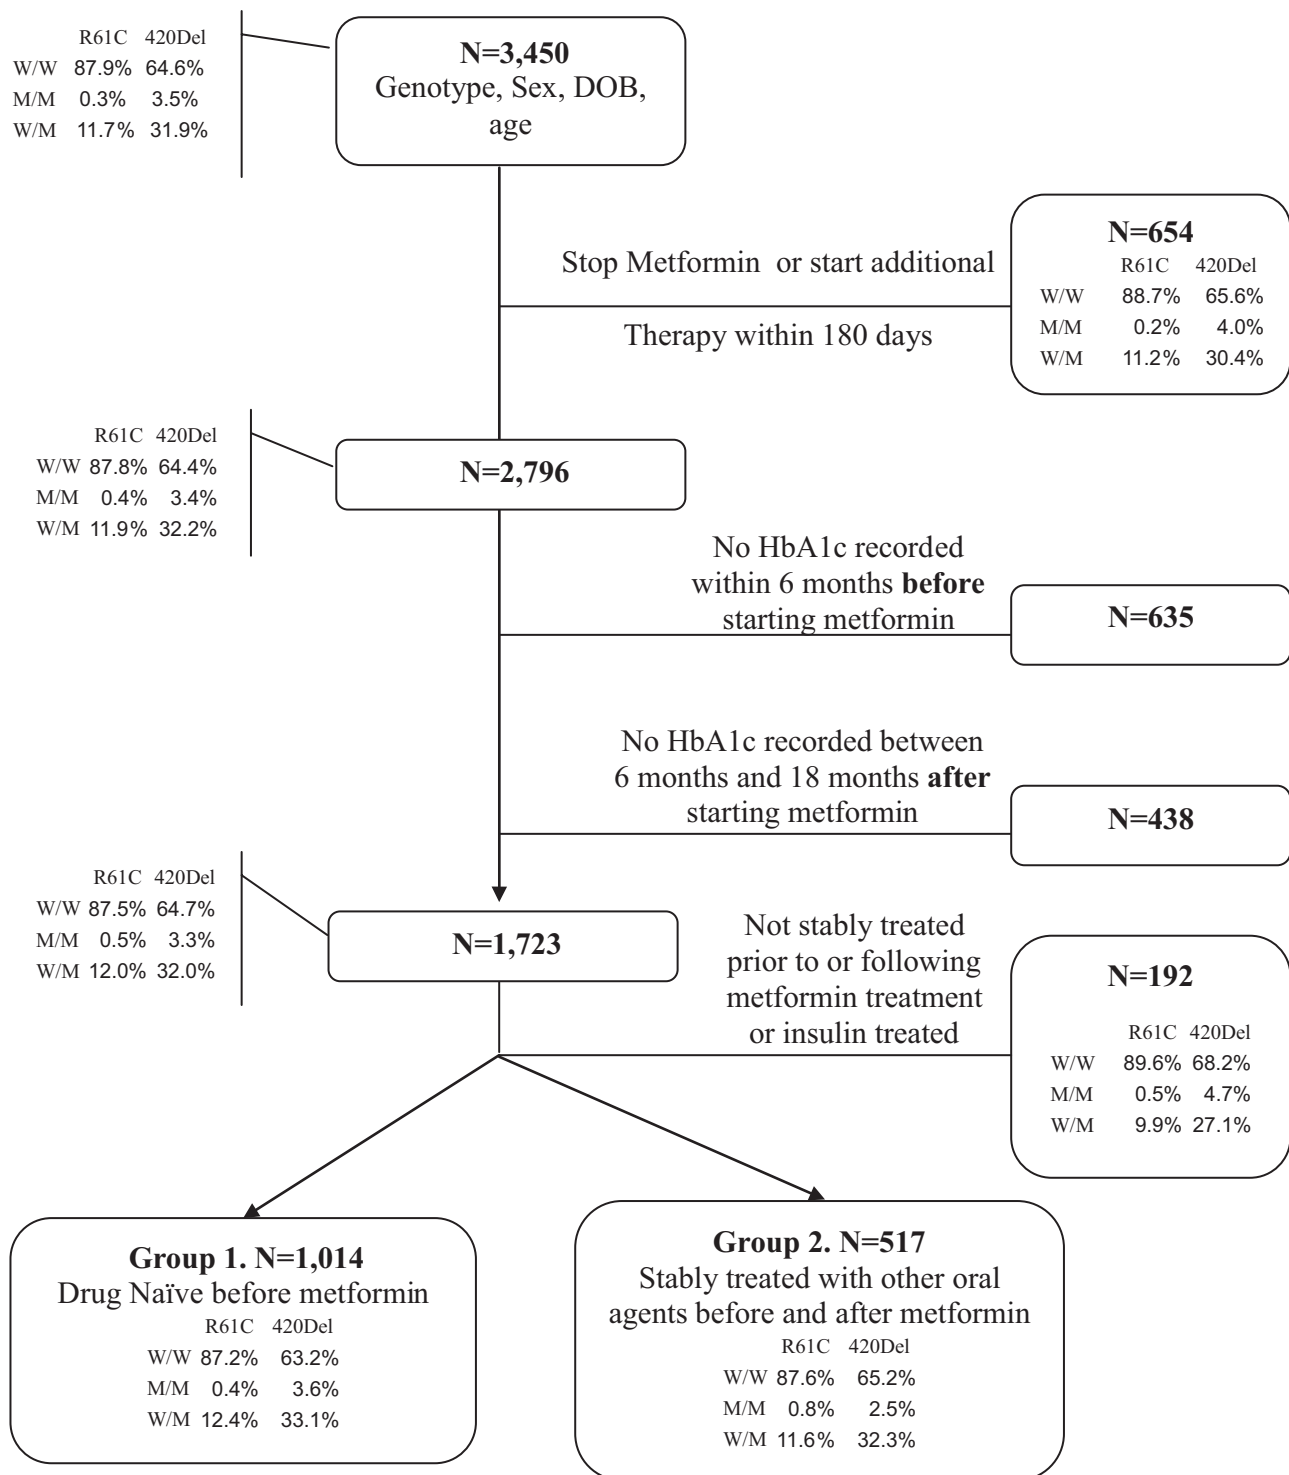 R61C 420Del
W/W 87.9% 64.6%
M/M 0.3% 3.5%
W/M 11.7% 31.9%
N=3,450
Genotype, Sex, DOB,
age
Stop Metformin or start additional
Therapy within 180 days
N=654
R61C 420Del
W/W 88.7% 65.6%
M/M 0.2% 4.0%
W/M 11.2% 30.4%
R61C 420Del
W/W 87.8% 64.4%
M/M 0.4% 3.4%
W/M 11.9% 32.2%
N=2,796
No HbA1c recorded
within 6 months before
starting metformin
N=635
No HbA1c recorded between
6 months and 18 months after
starting metformin
N=438
R61C 420Del
W/W 87.5% 64.7%
M/M 0.5% 3.3%
W/M 12.0% 32.0%
N=1,723
Not stably treated
prior to or following
metformin treatment
or insulin treated
N=192
R61C 420Del
W/W 89.6% 68.2%
M/M 0.5% 4.7%
W/M 9.9% 27.1%
Group 1. N=1,014
Drug Naïve before metformin
R61C 420Del
W/W 87.2% 63.2%
M/M 0.4% 3.6%
W/M 12.4% 33.1%
Group 2. N=517
Stably treated with other oral
agents before and after metformin
R61C 420Del
W/W 87.6% 65.2%
M/M 0.8% 2.5%
W/M 11.6% 32.3%